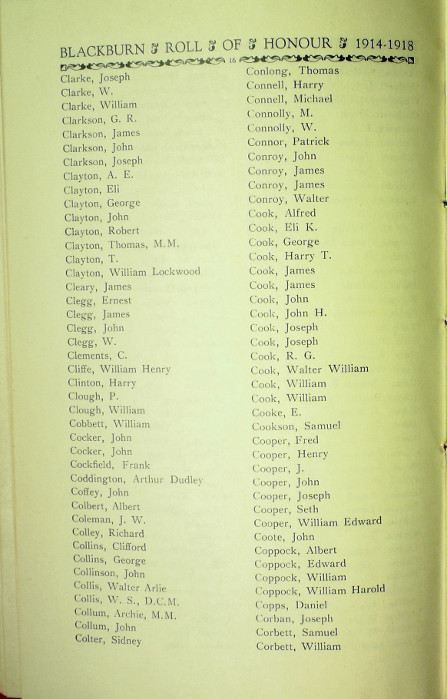 BLACKBURN ROLL OF HONOUR 1914-1918
16
Clarke, Joseph
Clarke, W.
Clarke, William
Clarkson, G. R.
Clarkson, James
Clarkson, John
Clarkson, Joseph
Clayton, A. E.
Clayton, Eli
Clayton, George
Clayton, John
Clayton, Robert
Clayton, Thomas, M.M.
Clayton, T.
Clayton, William Lockwood
Cleary, James
Clegg, Ernest
Clegg, James
Clegg, John
Clegg, W.
Clements, C.
Cliffe, William Henry
Clinton, Harry
Clough, P.
Clough, William
Cobbett, William
Cocker, John
Cocker, John
Cockfield, Frank
Coddington, Arthur Dudley
Coffey, John
Colbert, Albert
Coleman, J. W.
Colley, Richard
Collins, Clifford
Collins, George
Collinson, John
Collis, Walter Arlie
Collis, W. S., D.C.M.
Collum, Archie, M.M.
Collum, John
Colter, Sidney
Conlong, Thomas
Connell, Harry
Connell, Michael
Connolly, M.
Connolly, W.
Connor, Patrick
Conroy, John
Conroy, James
Conroy, James
Conroy, Walter
Cook, Alfred
Cook, Eli K.
Cook, George
Cook, Harry T.
Cook, James
Cook, James
Cook, John
Cook, John H.
Cook, Joseph
Cook, Joseph
Cook, R. G.
Cook, Walter William
Cook, William
Cook, William
Cooke, E.
Cookson, Samuel
Cooper, Fred
Cooper, Henry
Cooper, J.
Cooper, John
Cooper, Joseph
Cooper, Seth
Cooper, William Edward
Coote, John
Coppock, Albert
Coppock, Edward
Coppock, William
Coppock, William Harold
Copps, Daniel
Corban, Joseph
Corbett, Samuel
Corbett, William